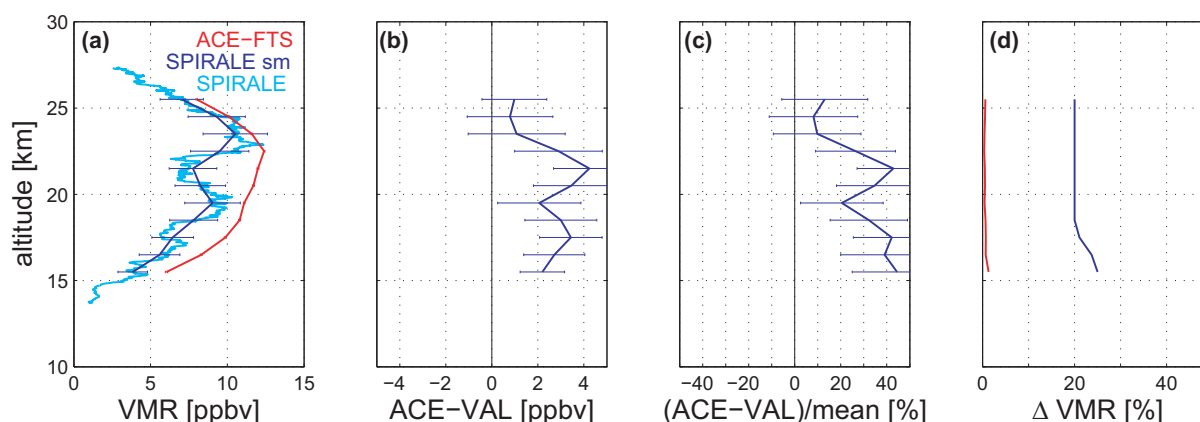 30
25
20
15
10
altitude [km]
(a)
ACE−FTS
SPIRALE sm
SPIRALE
0 5 10 15
VMR [ppbv]
(b)
−4 −2 0 2 4
ACE−VAL [ppbv]
(c)
−40 −20 0 20 40
(ACE−VAL)/mean [%]
(d)
0 20 40
Δ VMR [%]